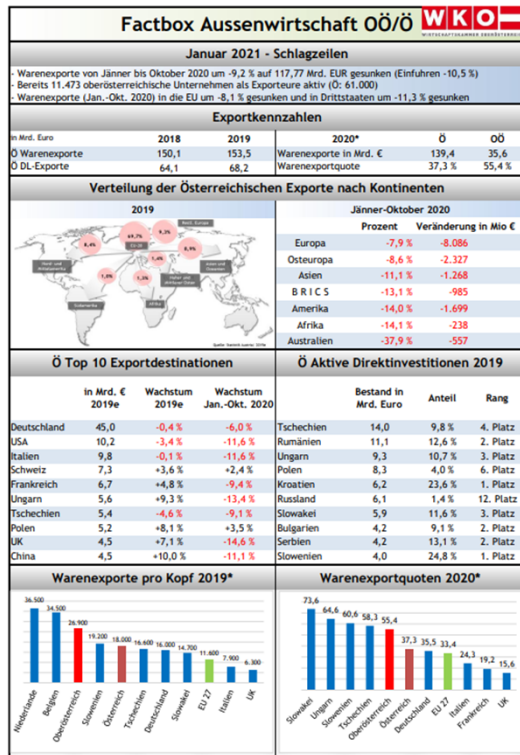 Factbox Aussenwirtschaft OÖ/Ö
WKO
WIRTSCHAFTSKAMMER OBERÖSTERREICH
Januar 2021 - Schlagzeilen
- Warenexporte von Jänner bis Oktober 2020 um -9,2 % auf 117,77 Mrd. EUR gesunken (Einfuhren -10,5 %)
- Bereits 11.473 oberösterreichische Unternehmen als Exporteure aktiv (Ö: 61.000)
- Warenexporte (Jan.-Okt. 2020) in die EU um -8,1 % gesunken und in Drittstaaten um -11,3 % gesunken
Exportkennzahlen
in Mrd. Euro 2018 2019 2020* Ö OÖ
Ö Warenexporte 150,1 153,5 Warenexporte in Mrd. € 139,4 35,6
Ö DL-Exporte 64,1 68,2 Warenexportquote 37,3 % 55,4 %
Verteilung der Österreichischen Exporte nach Kontinenten
2019
69,7%
9,3%
8,4%
8,9%
1,6%
1,0%
Südamerika
Afrika
Jänner-Oktober 2020
Prozent Veränderung in Mio €
Europa -7,9 % -8.086
Osteuropa -8,6 % -2.327
Asien -11,1 % -1.268
B R I C S -13,1 % -985
Amerika -14,0 % -1.699
Afrika -14,1 % -238
Australien -37,9 % -557
Ö Top 10 Exportdestinationen
in Mrd. € Wachstum Wachstum
2019e 2019e Jan.-Okt. 2020
Deutschland 45,0 -0,4 % -6,0 %
USA 10,2 -3,4 % -11,6%
Italien 9,8 -0,1 % -11,6%
Schweiz 7,3 +3,6 % +2,4 %
Frankreich 6,7 +4,8 % -9,4 %
Ungarn 5,6 +9,3 % -13,4 %
Tschechien 5,4 -4,6 % -9,1 %
Polen 5,2 +8,1 % +3,5 %
UK 4,5 +7,1 % -14,6 %
China 4,5 +10,0 % -11,1 %
Ö Aktive Direktinvestitionen 2019
Bestand in Anteil Rang
Mrd. Euro
Tschechien 14,0 9,8 % 4. Platz
Rumänien 11,1 12,6 % 2. Platz
Ungarn 9,3 10,7 % 3. Platz
Polen 8,3 4,0 % 6. Platz
Kroatien 6,2 23,6 % 1. Platz
Russland 6,1 1,4 % 12. Platz
Slowakei 5,9 11,6 % 3. Platz
Bulgarien 4,2 9,1 % 2. Platz
Serbien 4,2 13,1 % 2. Platz
Slowenien 4,0 24,8 % 1. Platz
Warenexporte pro Kopf 2019*
36.500 34.500 26.900 19.200 18.000 16.600 16.000 14.700 11.600 7.900 6.300
Niederlande Belgien Oberösterreich Slowenien Österreich Tschechien Deutschland Slowakei EU 27 Italien UK
Warenexportquoten 2020*
73,6 64,6 60,6 58,3 55,4 37,3 35,5 33,4 24,3 19,2 15,6
Slowakei Ungarn Slowenien Tschechien Oberösterreich Österreich Deutschland EU 27 Italien Frankreich UK